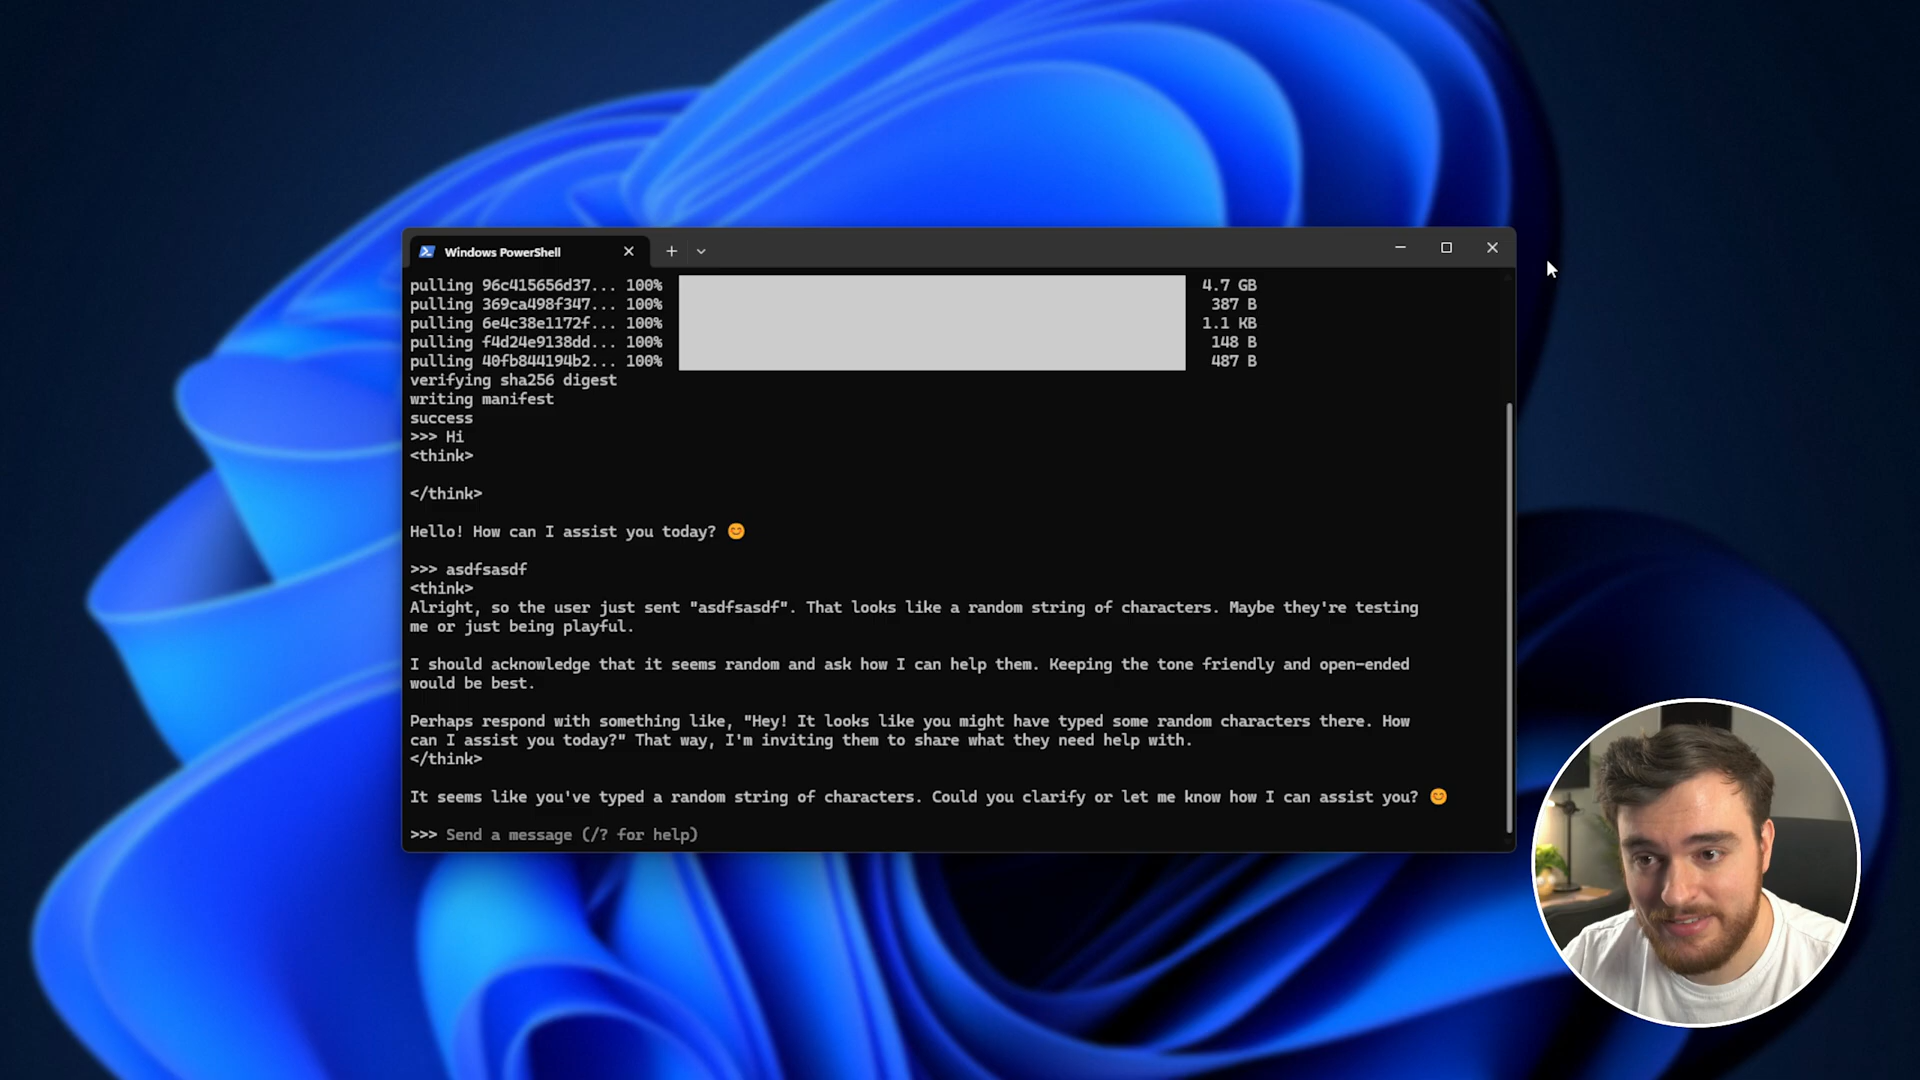 Windows PowerShell
pulling 96c415656d37... 100% 4.7 GB
pulling 369ca498f347... 100% 387 B
pulling 6e4c38e1172f... 100% 1.1 KB
pulling f4d24e9138dd... 100% 148 B
pulling 40fb844194b2... 100% 487 B
verifying sha256 digest
writing manifest
success
>>> Hi
<think>
</think>
Hello! How can I assist you today? 😊
>>> asdfsasdf
<think>
Alright, so the user just sent "asdfsasdf". That looks like a random string of characters. Maybe they're testing
me or just being playful.
I should acknowledge that it seems random and ask how I can help them. Keeping the tone friendly and open-ended
would be best.
Perhaps respond with something like, "Hey! It looks like you might have typed some random characters there. How
can I assist you today?" That way, I'm inviting them to share what they need help with.
</think>
It seems like you've typed a random string of characters. Could you clarify or let me know how I can assist you? 😊
>>> Send a message (/? for help)